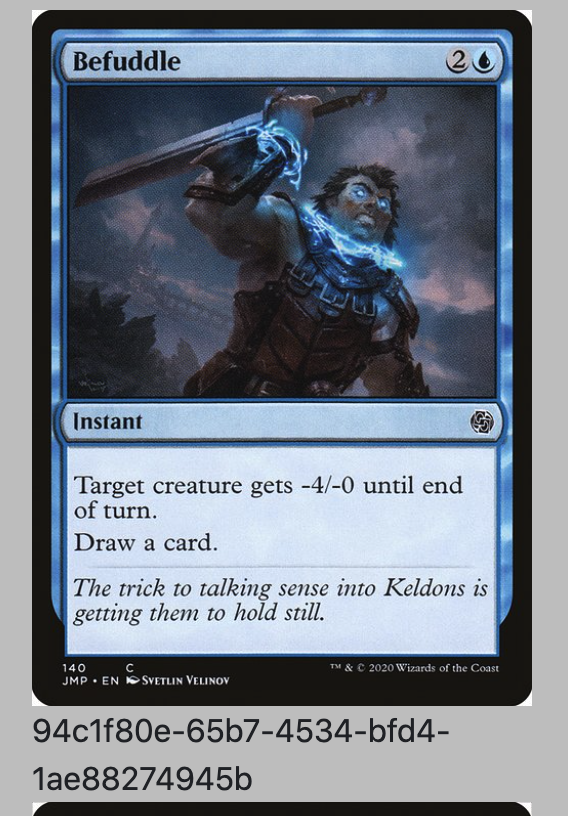 Befuddle
2
Instant
Target creature gets -4/-0 until end
of turn.
Draw a card.
The trick to talking sense into Keldons is
getting them to hold still.
140 C
JMP • EN Svetlin Velinov
™ & © 2020 Wizards of the Coast
94c1f80e-65b7-4534-bfd4-
1ae88274945b